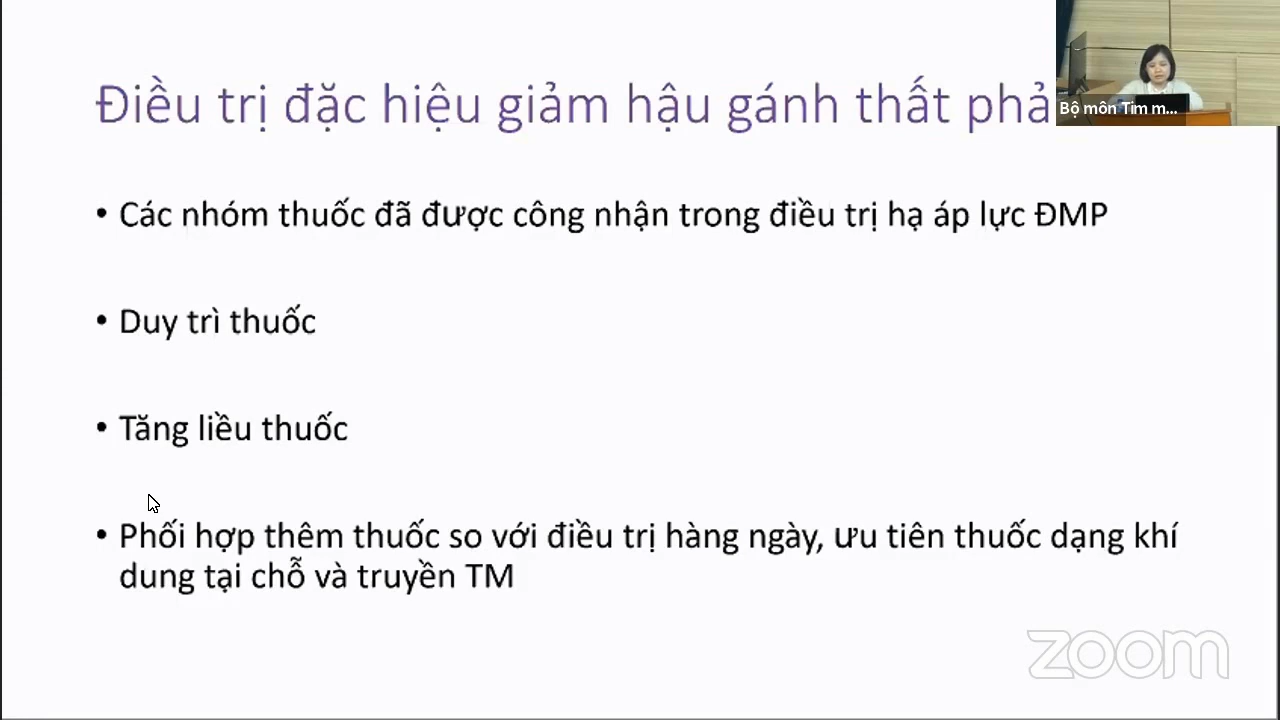 Điều trị đặc hiệu giảm hậu gánh thất phả
Bộ môn Tim m...
• Các nhóm thuốc đã được công nhận trong điều trị hạ áp lực ĐMP
• Duy trì thuốc
• Tăng liều thuốc
• Phối hợp thêm thuốc so với điều trị hàng ngày, ưu tiên thuốc dạng khí
dung tại chỗ và truyền TM
zoom